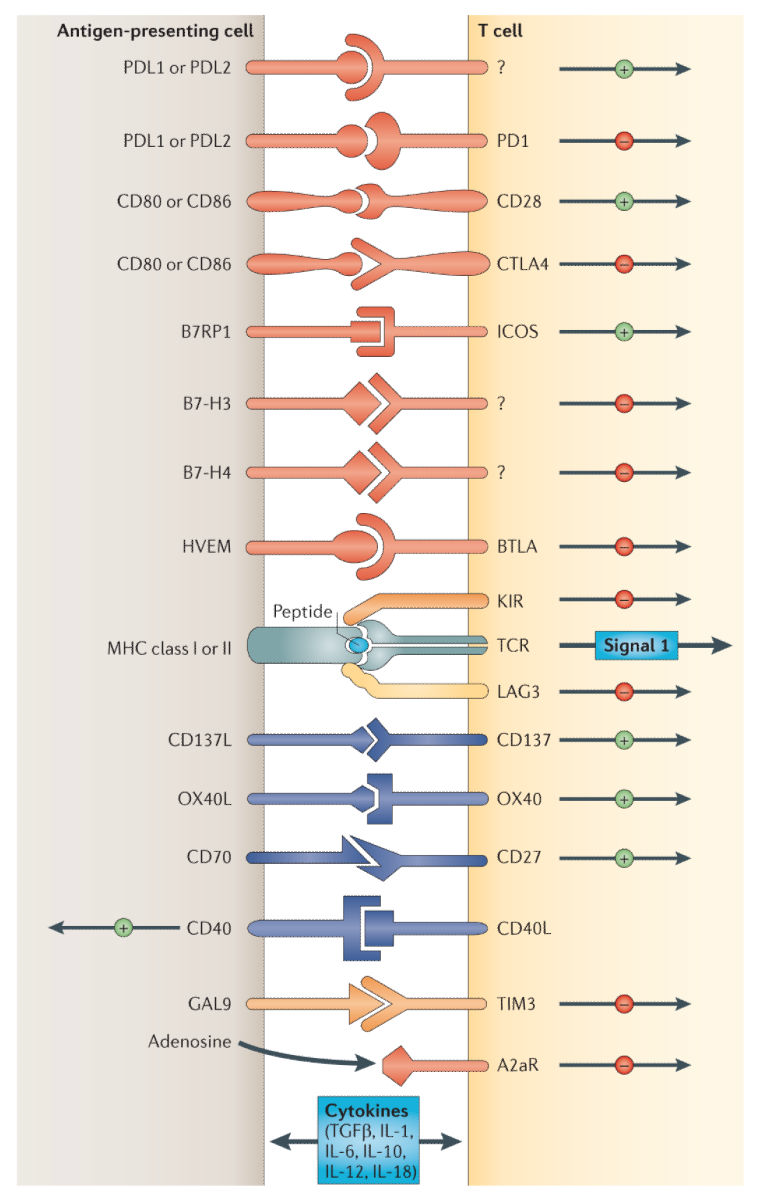 Antigen-presenting cell T cell
PDL1 or PDL2 ? +
PDL1 or PDL2 PD1 –
CD80 or CD86 CD28 +
CD80 or CD86 CTLA4 –
B7RP1 ICOS +
B7-H3 ? –
B7-H4 ? –
HVEM BTLA –
KIR –
Peptide
MHC class I or II TCR Signal 1
LAG3 –
CD137L CD137 +
OX40L OX40 +
CD70 CD27 +
+ CD40 CD40L
GAL9 TIM3 –
Adenosine
A2aR –
Cytokines
(TGFβ, IL-1,
IL-6, IL-10,
IL-12, IL-18)